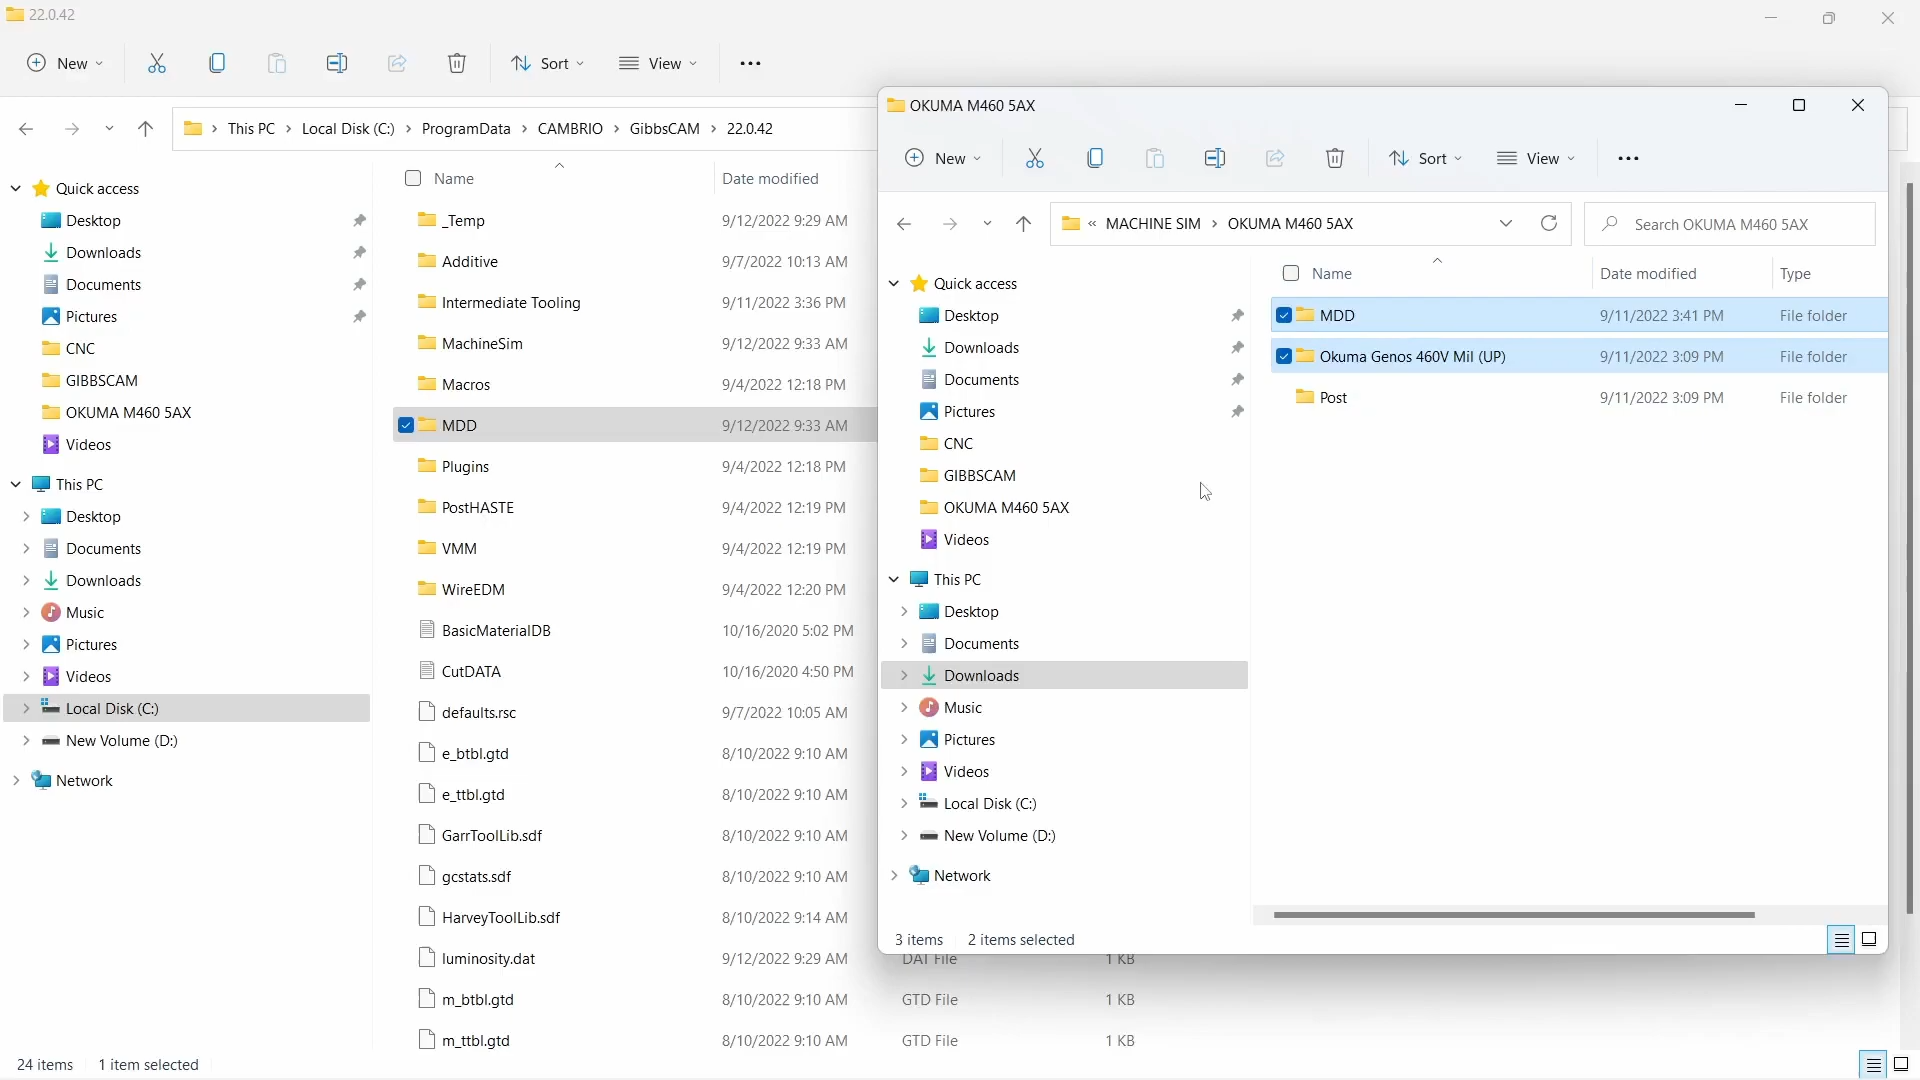 22.0.42
New
Sort
View
This PC > Local Disk (C:) > ProgramData > CAMBRIO > GibbsCAM > 22.0.42
Quick access
Desktop
Downloads
Documents
Pictures
CNC
GIBBSCAM
OKUMA M460 5AX
Videos
This PC
Desktop
Documents
Downloads
Music
Pictures
Videos
Local Disk (C:)
New Volume (D:)
Network
Name Date modified
_Temp 9/12/2022 9:29 AM
Additive 9/7/2022 10:13 AM
Intermediate Tooling 9/11/2022 3:36 PM
MachineSim 9/12/2022 9:33 AM
Macros 9/4/2022 12:18 PM
MDD 9/12/2022 9:33 AM
Plugins 9/4/2022 12:18 PM
PostHASTE 9/4/2022 12:19 PM
VMM 9/4/2022 12:19 PM
WireEDM 9/4/2022 12:20 PM
BasicMaterialDB 10/16/2020 5:02 PM
CutDATA 10/16/2020 4:50 PM
defaults.rsc 9/7/2022 10:05 AM
e_btbl.gtd 8/10/2022 9:10 AM
e_ttbl.gtd 8/10/2022 9:10 AM
GarrToolLib.sdf 8/10/2022 9:10 AM
gcstats.sdf 8/10/2022 9:10 AM
HarveyToolLib.sdf 8/10/2022 9:14 AM
luminosity.dat 9/12/2022 9:29 AM DAT File 1 KB
m_btbl.gtd 8/10/2022 9:10 AM GTD File 1 KB
m_ttbl.gtd 8/10/2022 9:10 AM GTD File 1 KB
24 items 1 item selected
OKUMA M460 5AX
New
Sort
View
« MACHINE SIM > OKUMA M460 5AX
Search OKUMA M460 5AX
Quick access
Desktop
Downloads
Documents
Pictures
CNC
GIBBSCAM
OKUMA M460 5AX
Videos
This PC
Desktop
Documents
Downloads
Music
Pictures
Videos
Local Disk (C:)
New Volume (D:)
Network
Name Date modified Type
MDD 9/11/2022 3:41 PM File folder
Okuma Genos 460V Mil (UP) 9/11/2022 3:09 PM File folder
Post 9/11/2022 3:09 PM File folder
3 items 2 items selected